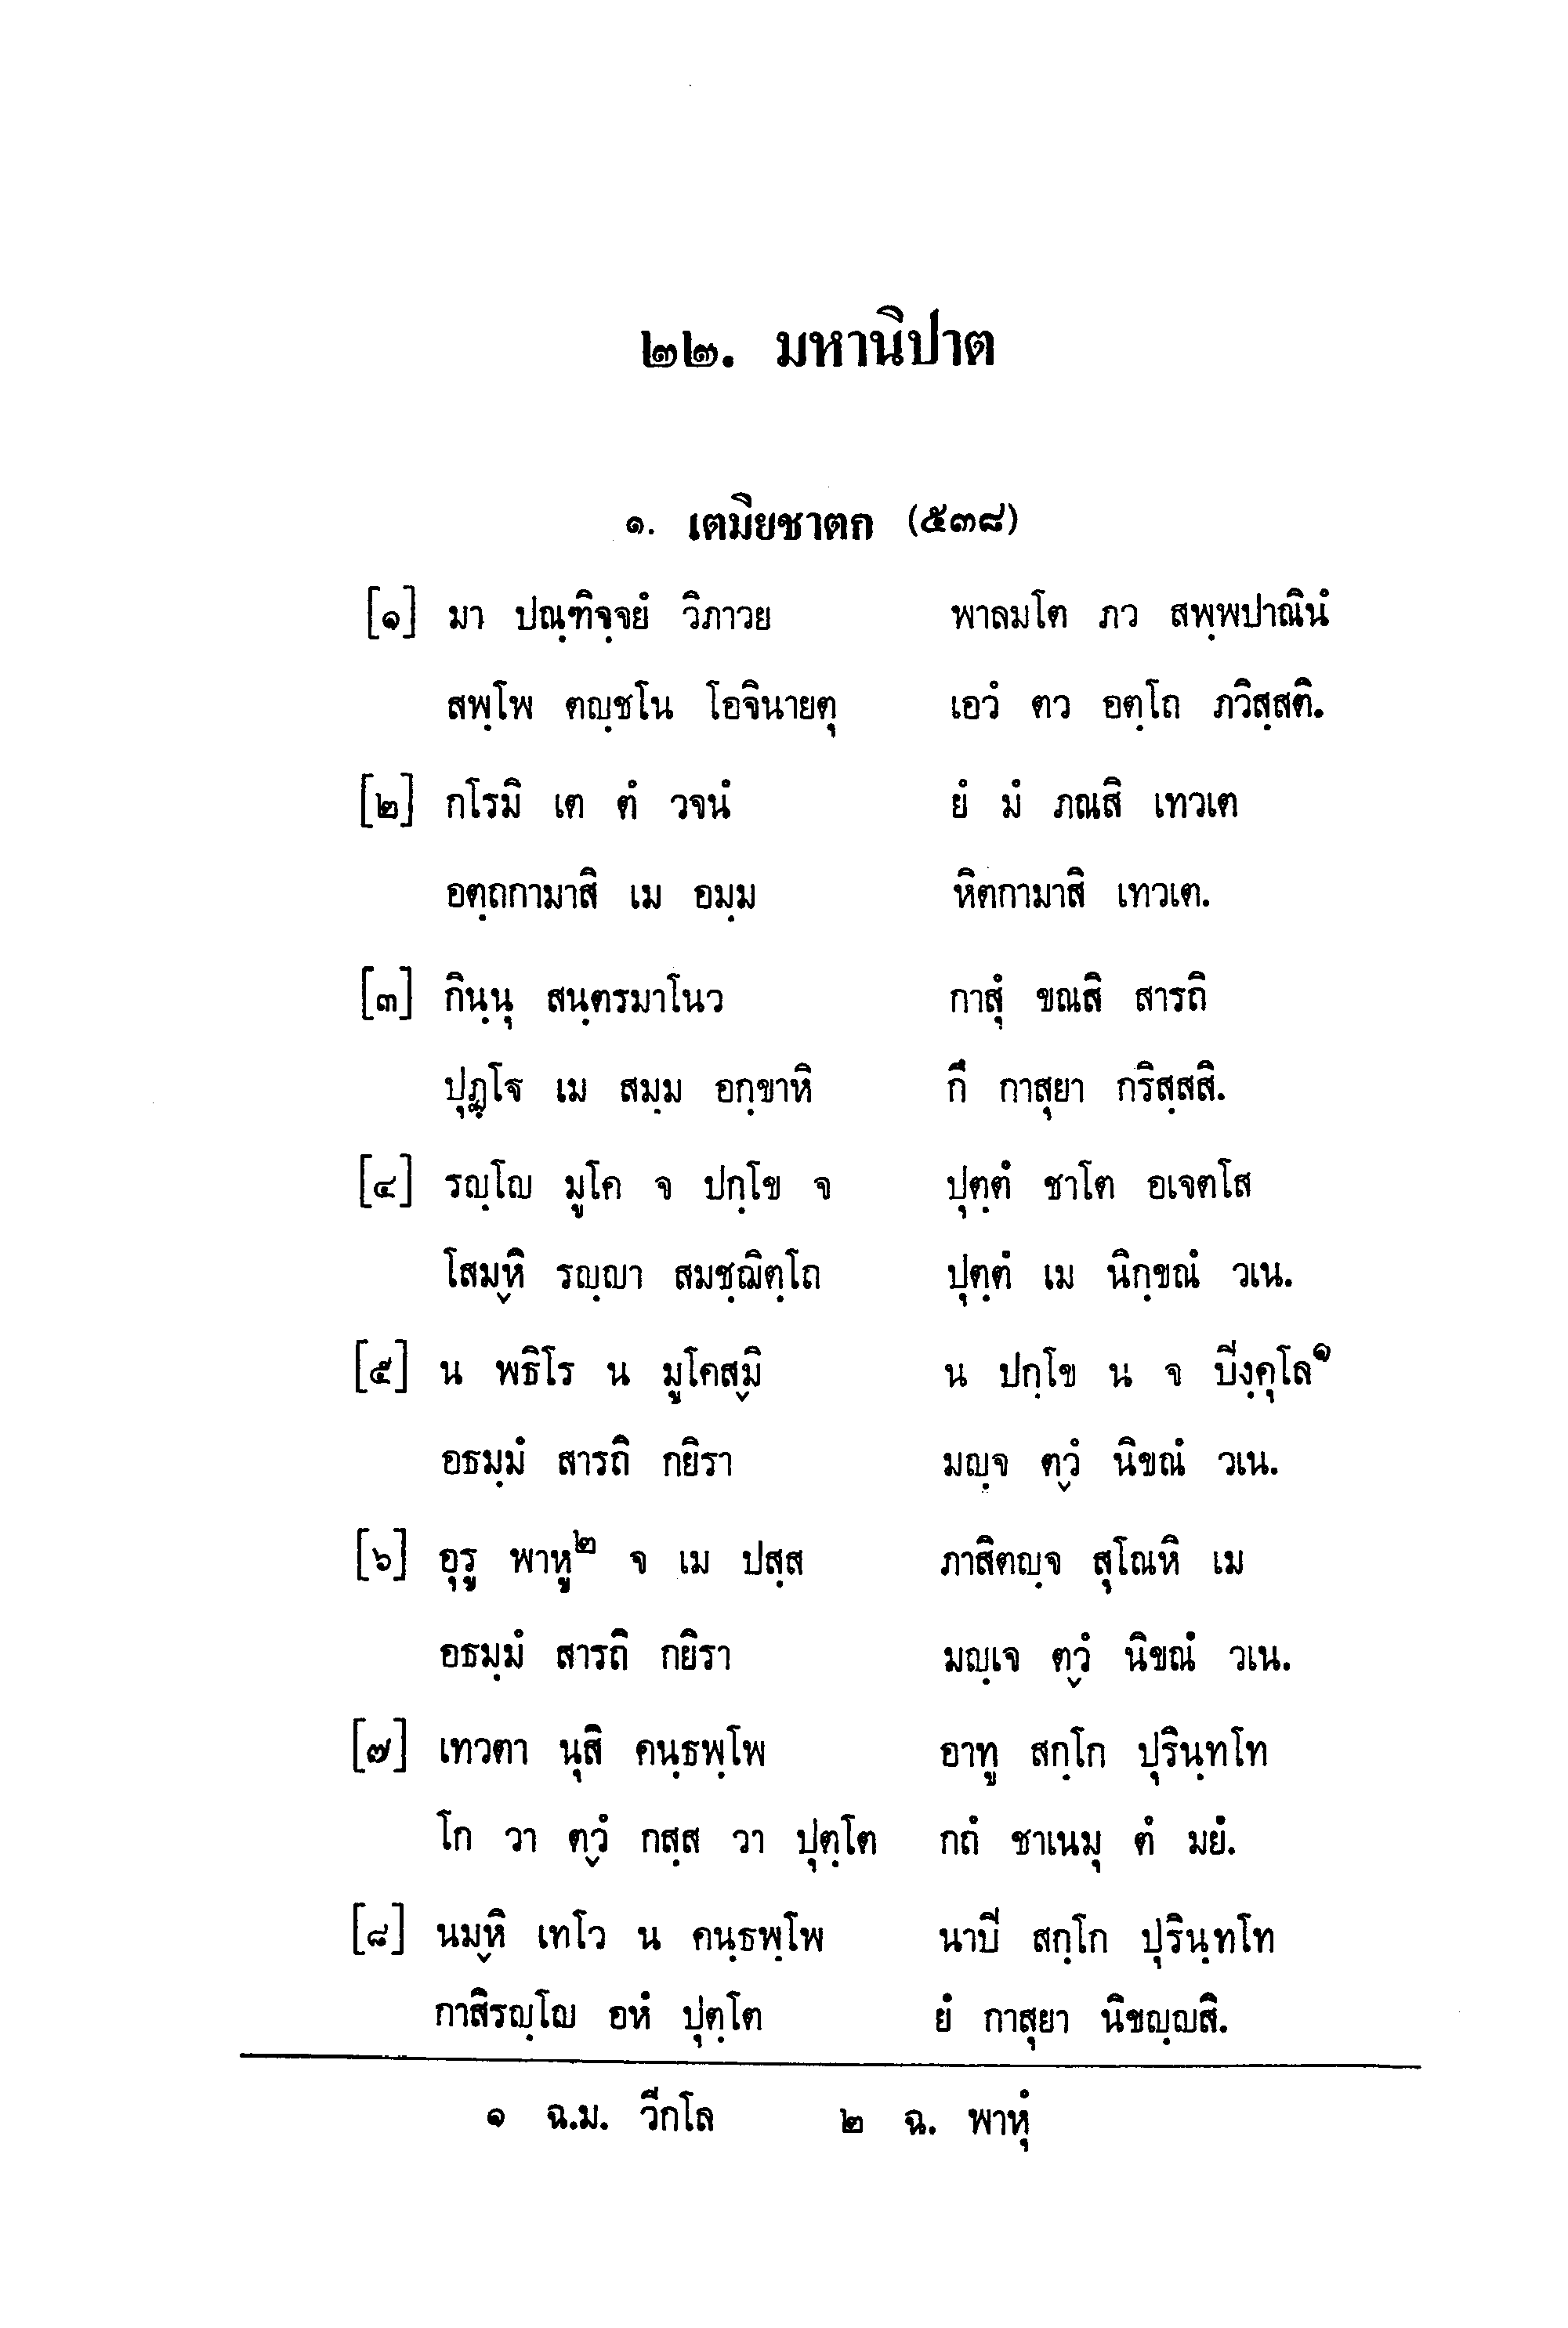 ๒๒. มหานิปาต
๑. เตมิยชาตก (๕๓๘)
[๑] มา ปณฺฑิจฺจยํ วิภาวย พาลมโต ภว สพฺพปาณินํ
สพฺโพ ตญฺชโน โอจินายตุ เอวํ ตว อตฺโถ ภวิสฺสติ.
[๒] กโรมิ เต ตํ วจนํ ยํ มํ ภณสิ เทวเต
อตฺถกามาสิ เม อมฺม หิตกามาสิ เทวเต.
[๓] กินฺนุ สนฺตรมาโนว กาสุํ ขณสิ สารถิ
ปุฏฺโฐ เม สมฺม อกฺขาหิ กึ กาสุยา กริสฺสสิ.
[๔] รญฺโญ มูโค จ ปกฺโข จ ปุตฺตํ ชาโต อเจตโส
โสมฺหิ รญฺญา สมชฺฌิตฺโถ ปุตฺตํ เม นิกฺขณํ วเน.
[๕] น พธิโร น มูโคสฺมิ น ปกฺโข น จ ปีงฺคุโล๑
อธมฺมํ สารถิ กยิรา มญฺจ ตฺวํ นิขณํ วเน.
[๖] อุรู พาหู๒ จ เม ปสฺส ภาสิตญฺจ สุโณหิ เม
อธมฺมํ สารถิ กยิรา มญฺเจ ตฺวํ นิขณํ วเน.
[๗] เทวตา นุสิ คนฺธพฺโพ อาทู สกฺโก ปุรินฺทโท
โก วา ตฺวํ กสฺส วา ปุตฺโต กถํ ชาเนมุ ตํ มยํ.
[๘] นมฺหิ เทโว น คนฺธพฺโพ นาปี สกฺโก ปุรินฺทโท
กาสิรญฺโญ อหํ ปุตฺโต ยํ กาสุยา นิขญฺญสิ.
๑ ฉ.ม. วีกโล ๒ ฉ. พาหุํ